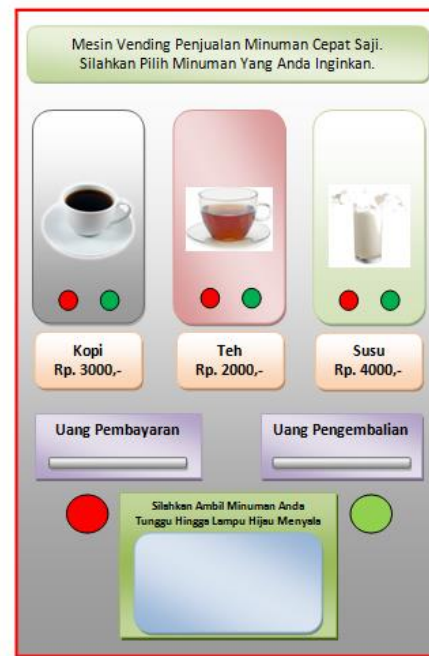 Mesin Vending Penjualan Minuman Cepat Saji.
Silahkan Pilih Minuman Yang Anda Inginkan.
Kopi
Rp. 3000,-
Teh
Rp. 2000,-
Susu
Rp. 4000,-
Uang Pembayaran
Uang Pengembalian
Silahkan Ambil Minuman Anda
Tunggu Hingga Lampu Hijau Menyala